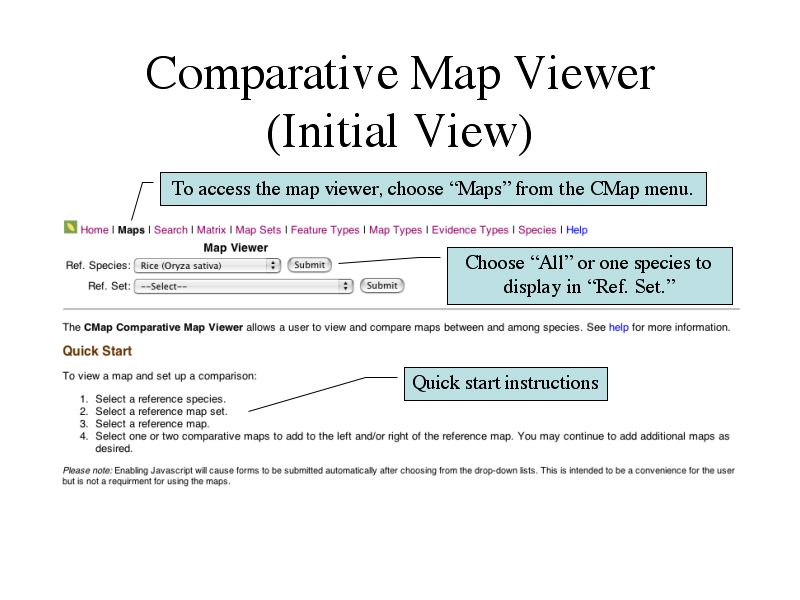 Comparative Map Viewer
(Initial View)
To access the map viewer, choose “Maps” from the CMap menu.
Home | Maps | Search | Matrix | Map Sets | Feature Types | Map Types | Evidence Types | Species | Help
Map Viewer
Ref. Species: Rice (Oryza sativa) Submit
Choose “All” or one species to
display in “Ref. Set.”
Ref. Set: --Select-- Submit
The CMap Comparative Map Viewer allows a user to view and compare maps between and among species. See help for more information.
Quick Start
To view a map and set up a comparison:
Quick start instructions
1. Select a reference species.
2. Select a reference map set.
3. Select a reference map.
4. Select one or two comparative maps to add to the left and/or right of the reference map. You may continue to add additional maps as
desired.
Please note: Enabling Javascript will cause forms to be submitted automatically after choosing from the drop-down lists. This is intended to be a convenience for the user
but is not a requirment for using the maps.